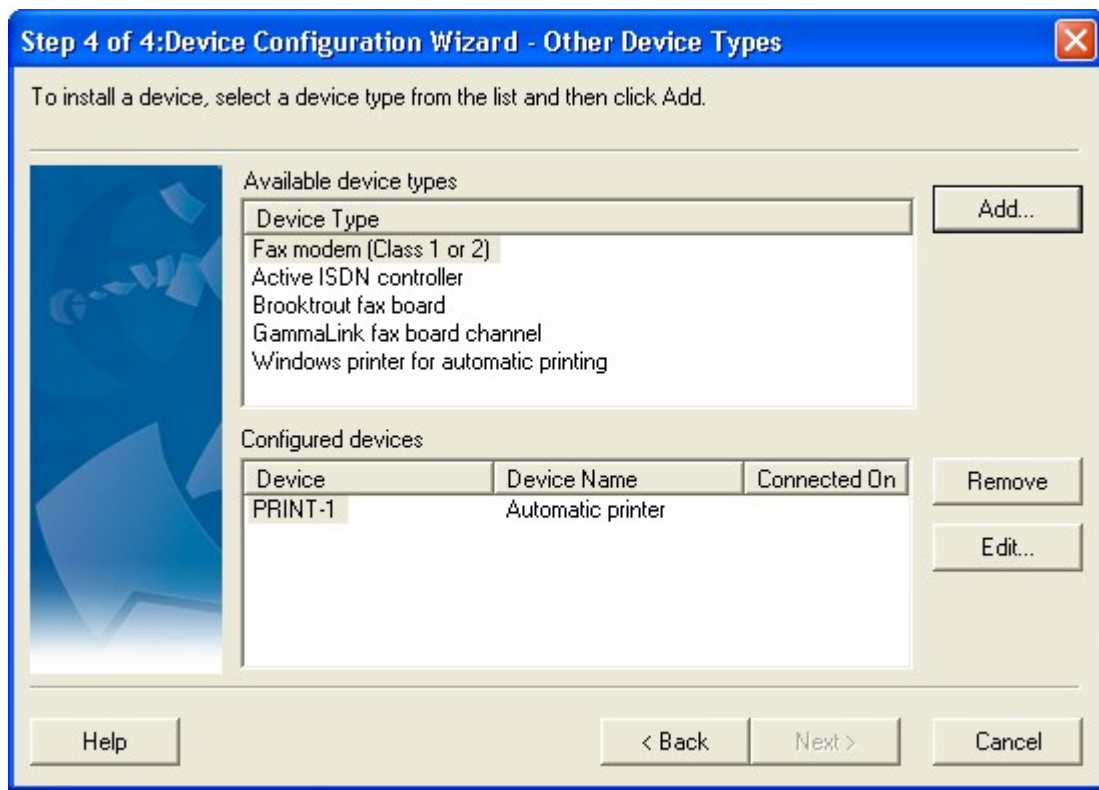 Step 4 of 4:Device Configuration Wizard - Other Device Types
To install a device, select a device type from the list and then click Add.
Available device types
Add...
Device Type
Fax modem (Class 1 or 2)
Active ISDN controller
Brooktrout fax board
GammaLink fax board channel
Windows printer for automatic printing
Configured devices
Device Device Name Connected On
Remove
PRINT-1 Automatic printer
Edit...
Help < Back Next > Cancel